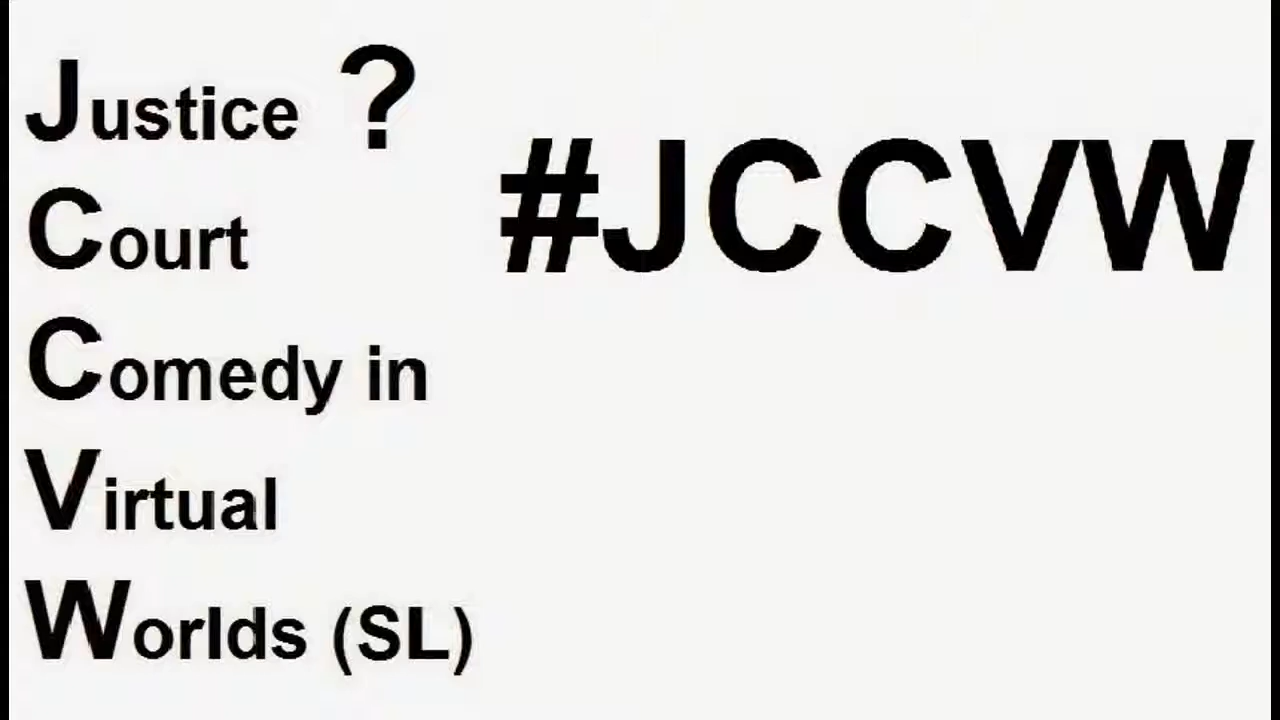 Justice ?
#JCCVW
Court
Comedy in
Virtual
Worlds (SL)